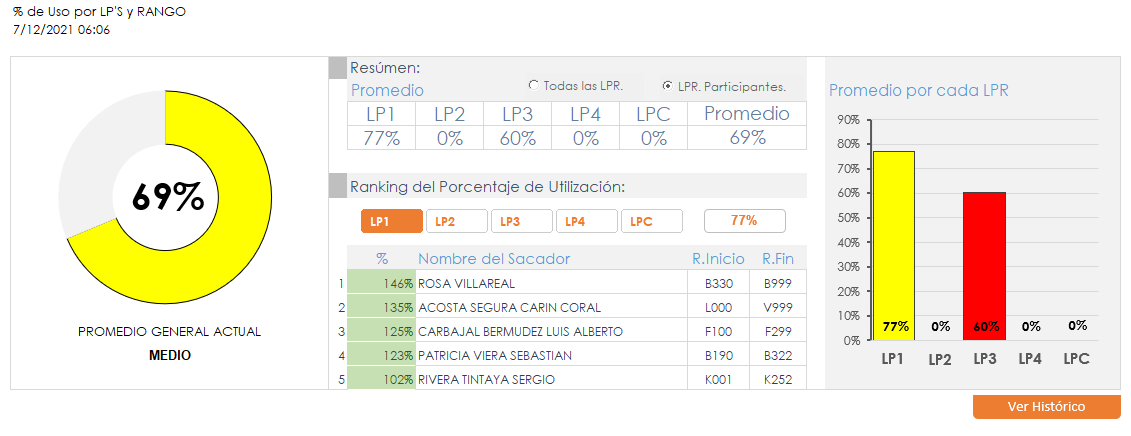 % de Uso por LP'S y RANGO
7/12/2021 06:06
69%
PROMEDIO GENERAL ACTUAL
MEDIO
Resúmen:
Promedio
Todas las LPR.
LPR. Participantes.
LP1 LP2 LP3 LP4 LPC Promedio
77% 0% 60% 0% 0% 69%
Ranking del Porcentaje de Utilización:
LP1 LP2 LP3 LP4 LPC 77%
% Nombre del Sacador R.Inicio R.Fin
1 146% ROSA VILLAREAL B330 B999
2 135% ACOSTA SEGURA CARIN CORAL L000 V999
3 125% CARBAJAL BERMUDEZ LUIS ALBERTO F100 F299
4 123% PATRICIA VIERA SEBASTIAN B190 B322
5 102% RIVERA TINTAYA SERGIO K001 K252
Promedio por cada LPR
90%
80%
70%
60%
50%
40%
30%
20%
10%
0%
77% 0% 60% 0% 0%
LP1 LP2 LP3 LP4 LPC
Ver Histórico